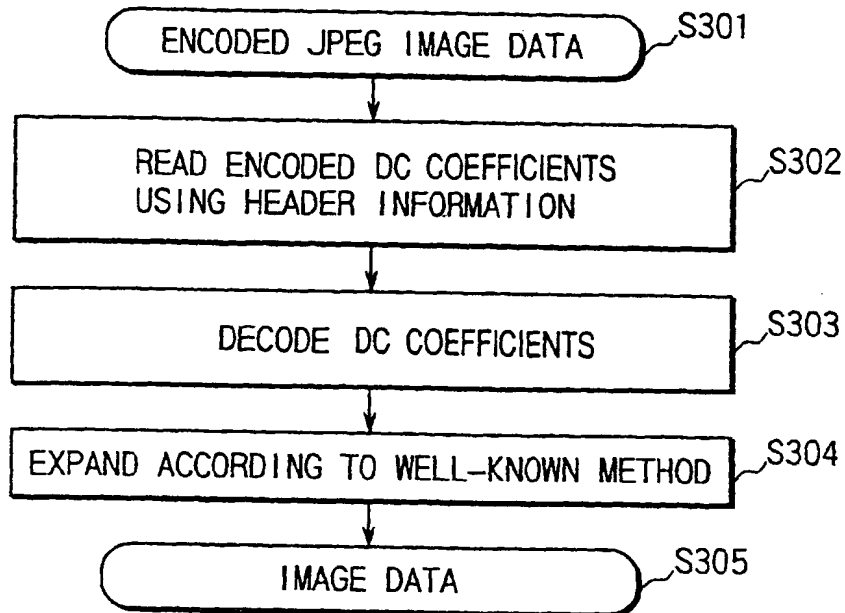 ENCODED JPEG IMAGE DATA
S301
READ ENCODED DC COEFFICIENTS
USING HEADER INFORMATION
S302
DECODE DC COEFFICIENTS
S303
EXPAND ACCORDING TO WELL-KNOWN METHOD
S304
IMAGE DATA
S305